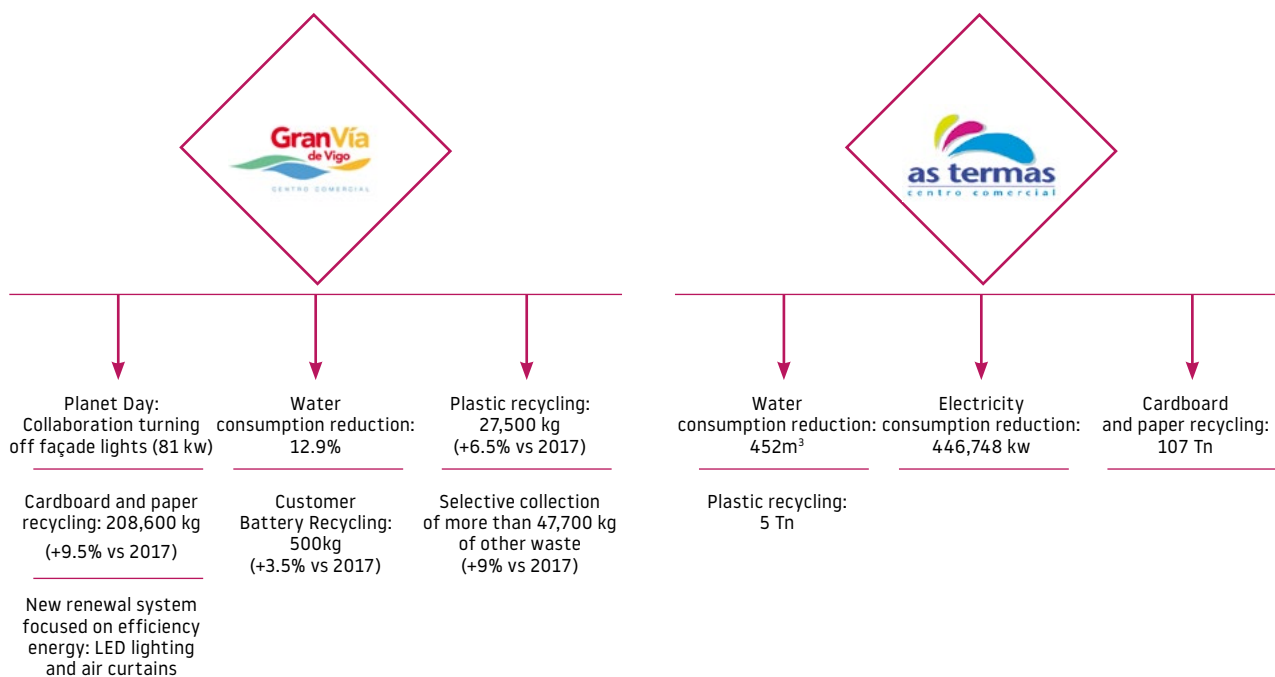 GranVía
de Vigo
CENTRO COMERCIAL
Planet Day:
Collaboration turning
off façade lights (81 kw)
Cardboard and paper
recycling: 208,600 kg
(+9.5% vs 2017)
New renewal system
focused on efficiency
energy: LED lighting
and air curtains
Water
consumption reduction:
12.9%
Customer
Battery Recycling:
500kg
(+3.5% vs 2017)
Plastic recycling:
27,500 kg
(+6.5% vs 2017)
Selective collection
of more than 47,700 kg
of other waste
(+9% vs 2017)
as termas
centro comercial
Water
consumption reduction:
452m³
Plastic recycling:
5 Tn
Electricity
consumption reduction:
446,748 kw
Cardboard
and paper recycling:
107 Tn